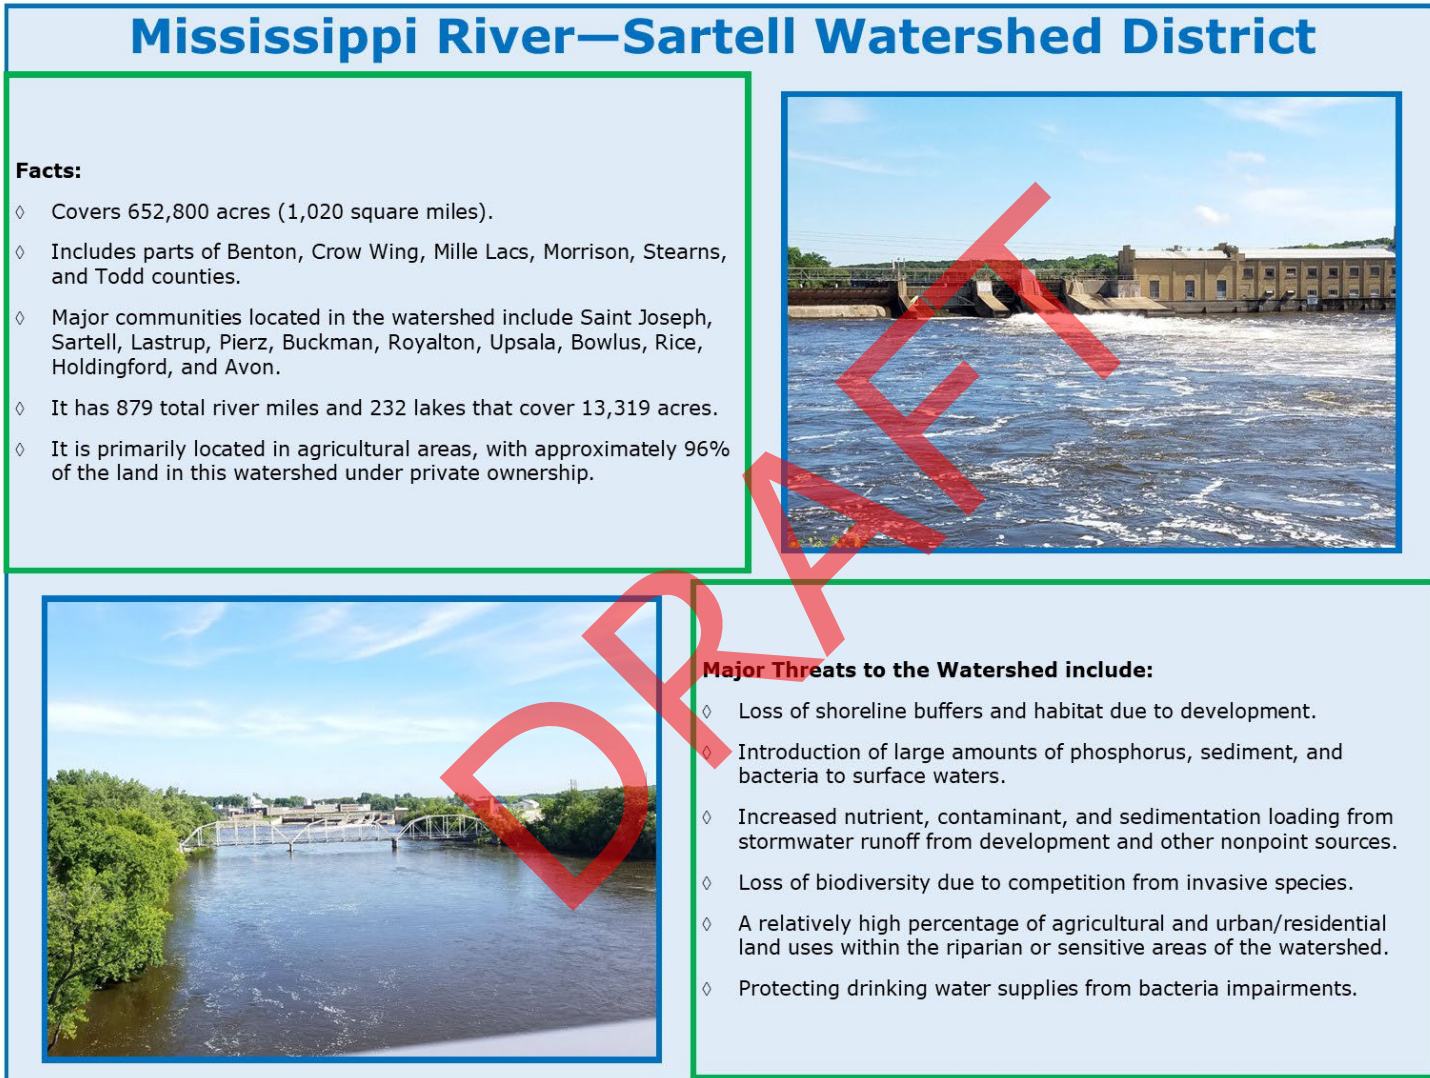 Mississippi River—Sartell Watershed District
Facts:
◊ Covers 652,800 acres (1,020 square miles).
◊ Includes parts of Benton, Crow Wing, Mille Lacs, Morrison, Stearns,
and Todd counties.
◊ Major communities located in the watershed include Saint Joseph,
Sartell, Lastrup, Pierz, Buckman, Royalton, Upsala, Bowlus, Rice,
Holdingford, and Avon.
◊ It has 879 total river miles and 232 lakes that cover 13,319 acres.
◊ It is primarily located in agricultural areas, with approximately 96%
of the land in this watershed under private ownership.
DRAFT
Major Threats to the Watershed include:
◊ Loss of shoreline buffers and habitat due to development.
◊ Introduction of large amounts of phosphorus, sediment, and
bacteria to surface waters.
◊ Increased nutrient, contaminant, and sedimentation loading from
stormwater runoff from development and other nonpoint sources.
◊ Loss of biodiversity due to competition from invasive species.
◊ A relatively high percentage of agricultural and urban/residential
land uses within the riparian or sensitive areas of the watershed.
◊ Protecting drinking water supplies from bacteria impairments.